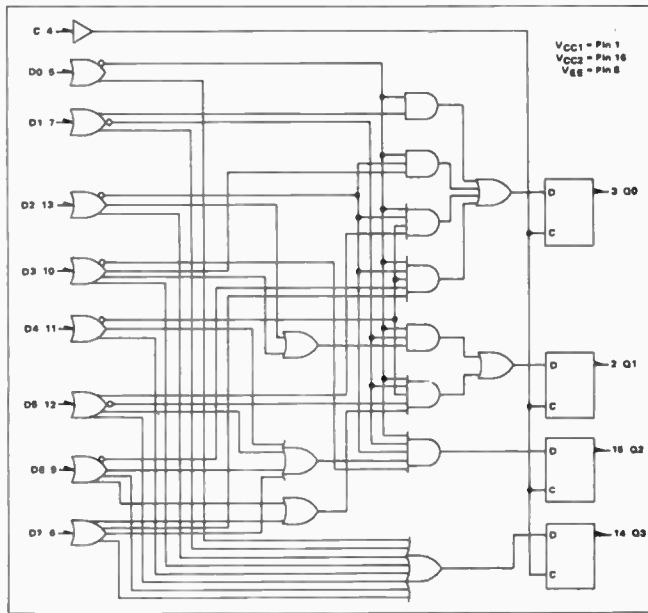 C 4
VCC1 = Pin 1
VCC2 = Pin 16
VEE = Pin 8
D0 5
D1 7
D2 13
D3 10
D4 11
D5 12
D6 9
D7 6
D
3 Q0
C
D
2 Q1
C
D
15 Q2
C
D
14 Q3
C